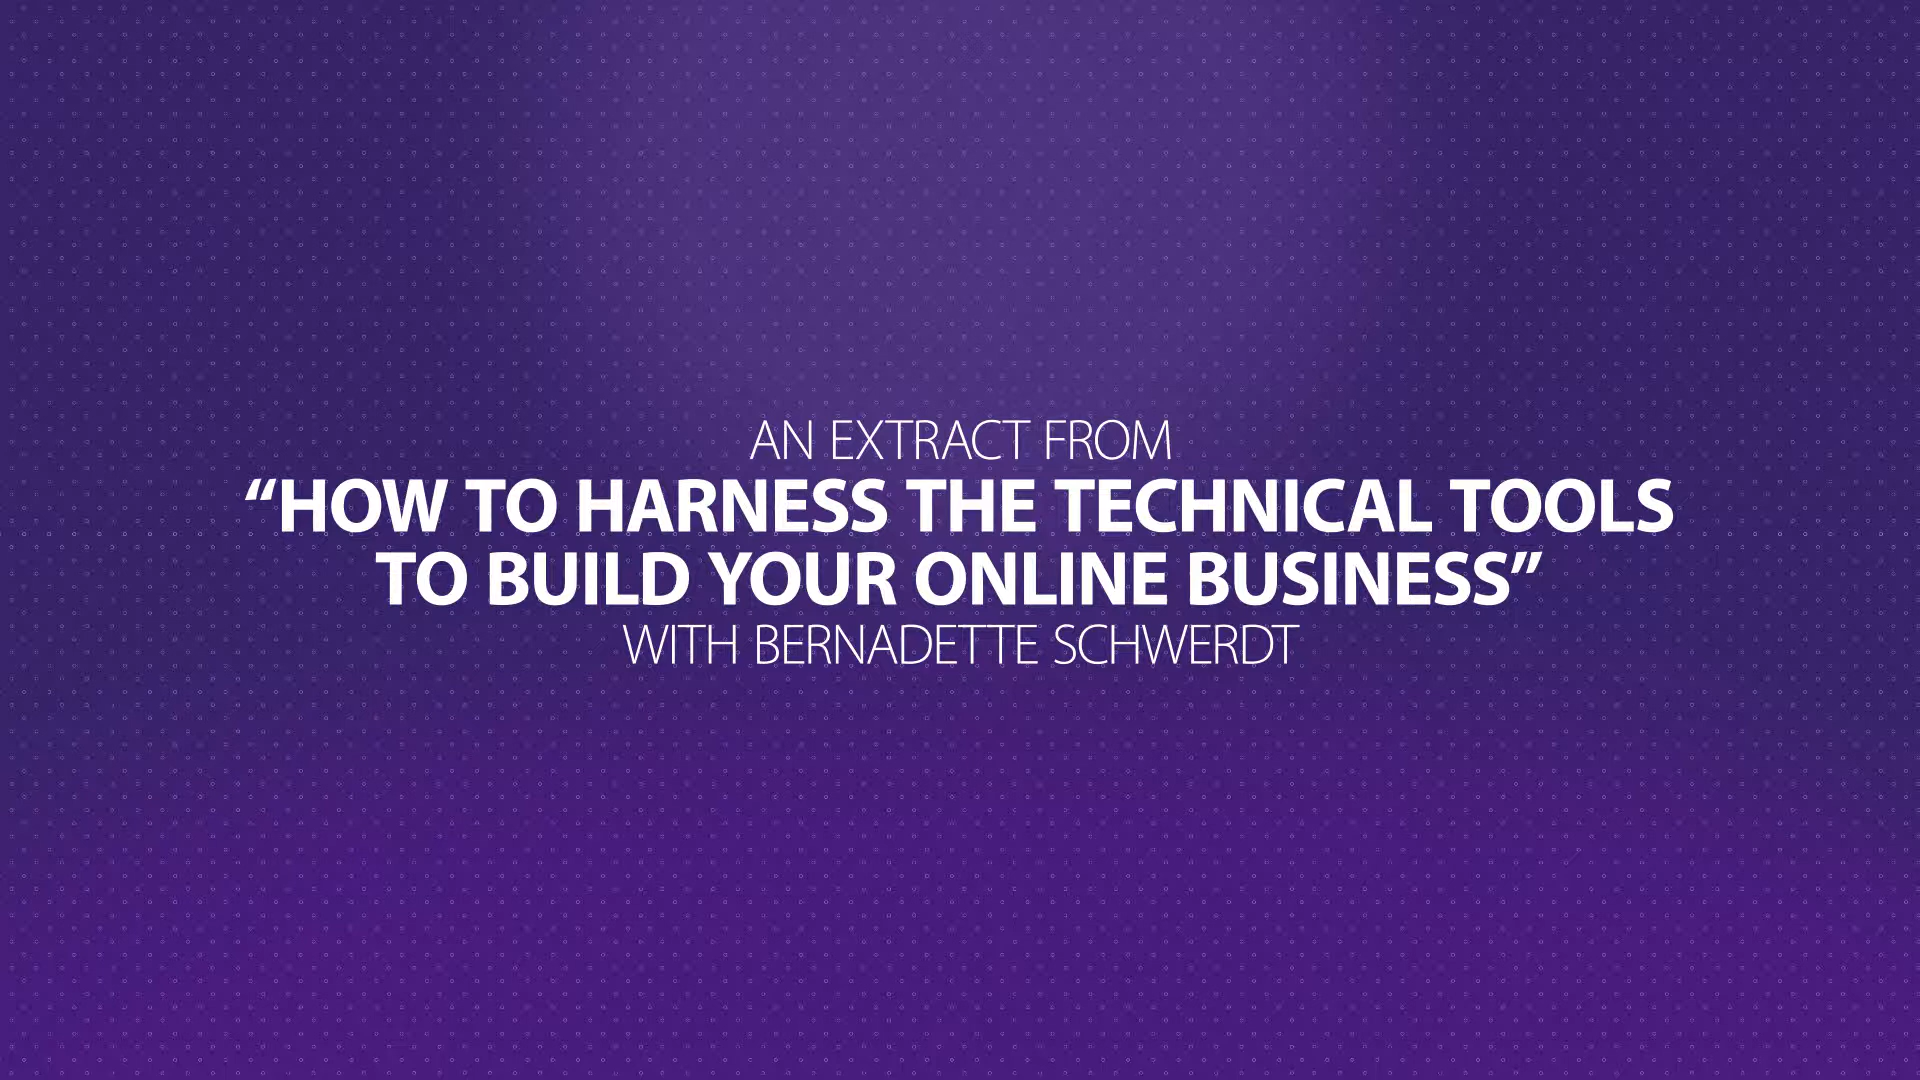 AN EXTRACT FROM
“HOW TO HARNESS THE TECHNICAL TOOLS
TO BUILD YOUR ONLINE BUSINESS”
WITH BERNADETTE SCHWERDT